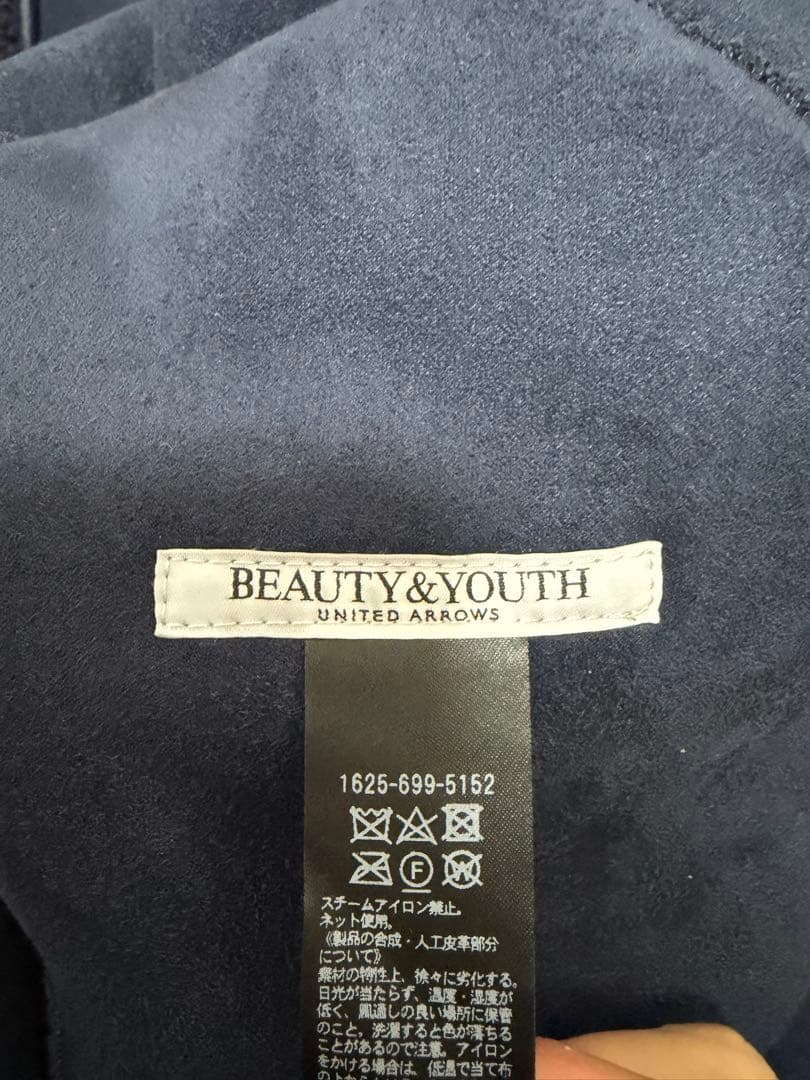 BEAUTY&YOUTH
UNITED ARROWS
1625-699-5152
F
W
スチームアイロン禁止。
ネット使用。
《製品の合成・人工皮革部分
について》
素材の特性上、徐々に劣化する。
日光が当たらず、温度・湿度が
低く、風通しの良い場所に保管
のこと。洗濯すると色が落ちる
ことがあるので注意。アイロン
をかける場合は、低温で当て布